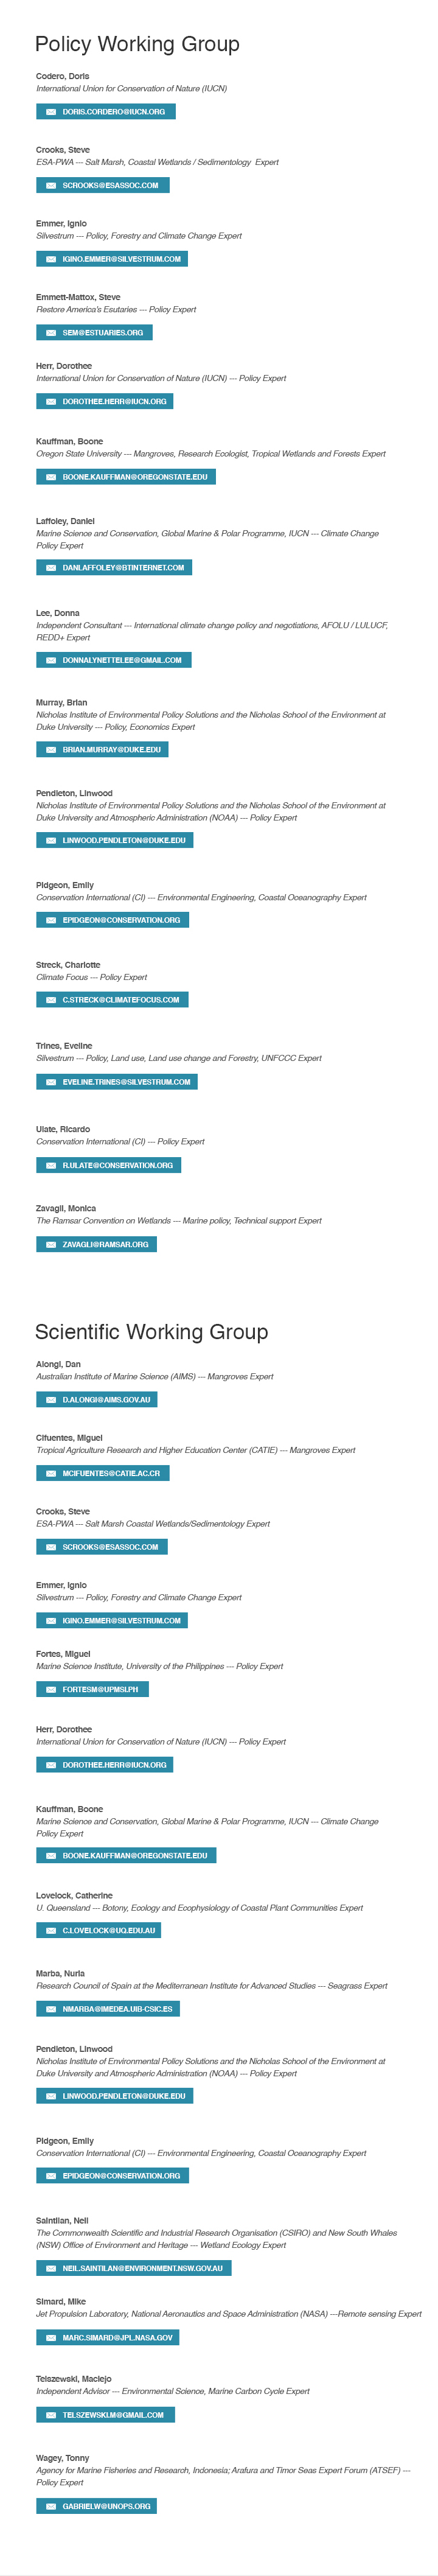 Policy Working Group
Codero, Doris
International Union for Conservation of Nature (IUCN)
DORIS.CORDERO@IUCN.ORG
Crooks, Steve
ESA-PWA --- Salt Marsh, Coastal Wetlands / Sedimentology Expert
SCROOKS@ESASSOC.COM
Emmer, Ignio
Silvestrum --- Policy, Forestry and Climate Change Expert
IGINO.EMMER@SILVESTRUM.COM
Emmett-Mattox, Steve
Restore America's Esutaries --- Policy Expert
SEM@ESTUARIES.ORG
Herr, Dorothee
International Union for Conservation of Nature (IUCN) --- Policy Expert
DOROTHEE.HERR@IUCN.ORG
Kauffman, Boone
Oregon State University --- Mangroves, Research Ecologist, Tropical Wetlands and Forests Expert
BOONE.KAUFFMAN@OREGONSTATE.EDU
Laffoley, Daniel
Marine Science and Conservation, Global Marine & Polar Programme, IUCN --- Climate Change
Policy Expert
DANLAFFOLEY@BTINTERNET.COM
Lee, Donna
Independent Consultant --- International climate change policy and negotiations, AFOLU / LULUCF,
REDD+ Expert
DONNALYNETTELEE@GMAIL.COM
Murray, Brian
Nicholas Institute of Environmental Policy Solutions and the Nicholas School of the Environment at
Duke University --- Policy, Economics Expert
BRIAN.MURRAY@DUKE.EDU
Pendleton, Linwood
Nicholas Institute of Environmental Policy Solutions and the Nicholas School of the Environment at
Duke University and Atmospheric Administration (NOAA) --- Policy Expert
LINWOOD.PENDLETON@DUKE.EDU
Pidgeon, Emily
Conservation International (CI) --- Environmental Engineering, Coastal Oceanography Expert
EPIDGEON@CONSERVATION.ORG
Streck, Charlotte
Climate Focus --- Policy Expert
C.STRECK@CLIMATEFOCUS.COM
Trines, Eveline
Silvestrum --- Policy, Land use, Land use change and Forestry, UNFCCC Expert
EVELINE.TRINES@SILVESTRUM.COM
Ulate, Ricardo
Conservation International (CI) --- Policy Expert
R.ULATE@CONSERVATION.ORG
Zavagli, Monica
The Ramsar Convention on Wetlands --- Marine policy, Technical support Expert
ZAVAGLI@RAMSAR.ORG
Scientific Working Group
Alongi, Dan
Australian Institute of Marine Science (AIMS) --- Mangroves Expert
D.ALONGI@AIMS.GOV.AU
Cifuentes, Miguel
Tropical Agriculture Research and Higher Education Center (CATIE) --- Mangroves Expert
MCIFUENTES@CATIE.AC.CR
Crooks, Steve
ESA-PWA --- Salt Marsh Coastal Wetlands/Sedimentology Expert
SCROOKS@ESASSOC.COM
Emmer, Ignio
Silvestrum --- Policy, Forestry and Climate Change Expert
IGINO.EMMER@SILVESTRUM.COM
Fortes, Miguel
Marine Science Institute, University of the Philippines --- Policy Expert
FORTESM@UPMSI.PH
Herr, Dorothee
International Union for Conservation of Nature (IUCN) --- Policy Expert
DOROTHEE.HERR@IUCN.ORG
Kauffman, Boone
Marine Science and Conservation, Global Marine & Polar Programme, IUCN --- Climate Change
Policy Expert
BOONE.KAUFFMAN@OREGONSTATE.EDU
Lovelock, Catherine
U. Queensland --- Botony, Ecology and Ecophysiology of Coastal Plant Communities Expert
C.LOVELOCK@UQ.EDU.AU
Marba, Nuria
Research Council of Spain at the Mediterranean Institute for Advanced Studies --- Seagrass Expert
NMARBA@IMEDEA.UIB-CSIC.ES
Pendleton, Linwood
Nicholas Institute of Environmental Policy Solutions and the Nicholas School of the Environment at
Duke University and Atmospheric Administration (NOAA) --- Policy Expert
LINWOOD.PENDLETON@DUKE.EDU
Pidgeon, Emily
Conservation International (CI) --- Environmental Engineering, Coastal Oceanography Expert
EPIDGEON@CONSERVATION.ORG
Saintilan, Neil
The Commonwealth Scientific and Industrial Research Organisation (CSIRO) and New South Whales
(NSW) Office of Environment and Heritage --- Wetland Ecology Expert
NEIL.SAINTILAN@ENVIRONMENT.NSW.GOV.AU
Simard, Mike
Jet Propulsion Laboratory, National Aeronautics and Space Administration (NASA) ---Remote sensing Expert
MARC.SIMARD@JPL.NASA.GOV
Telszewski, Maciejo
Independent Advisor --- Environmental Science, Marine Carbon Cycle Expert
TELSZEWSKI.M@GMAIL.COM
Wagey, Tonny
Agency for Marine Fisheries and Research, Indonesia; Arafura and Timor Seas Expert Forum (ATSEF) ---
Policy Expert
GABRIELW@UNOPS.ORG